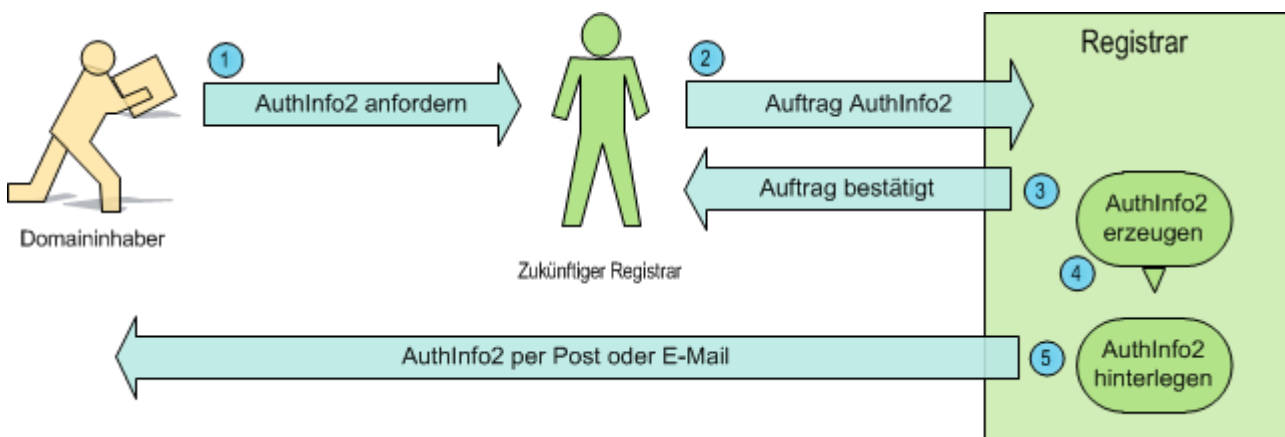 Registrar
1
2
AuthInfo2 anfordern
Auftrag AuthInfo2
Auftrag bestätigt
3
AuthInfo2
erzeugen
Domaininhaber
Zukünftiger Registrar
4
AuthInfo2 per Post oder E-Mail
5
AuthInfo2
hinterlegen